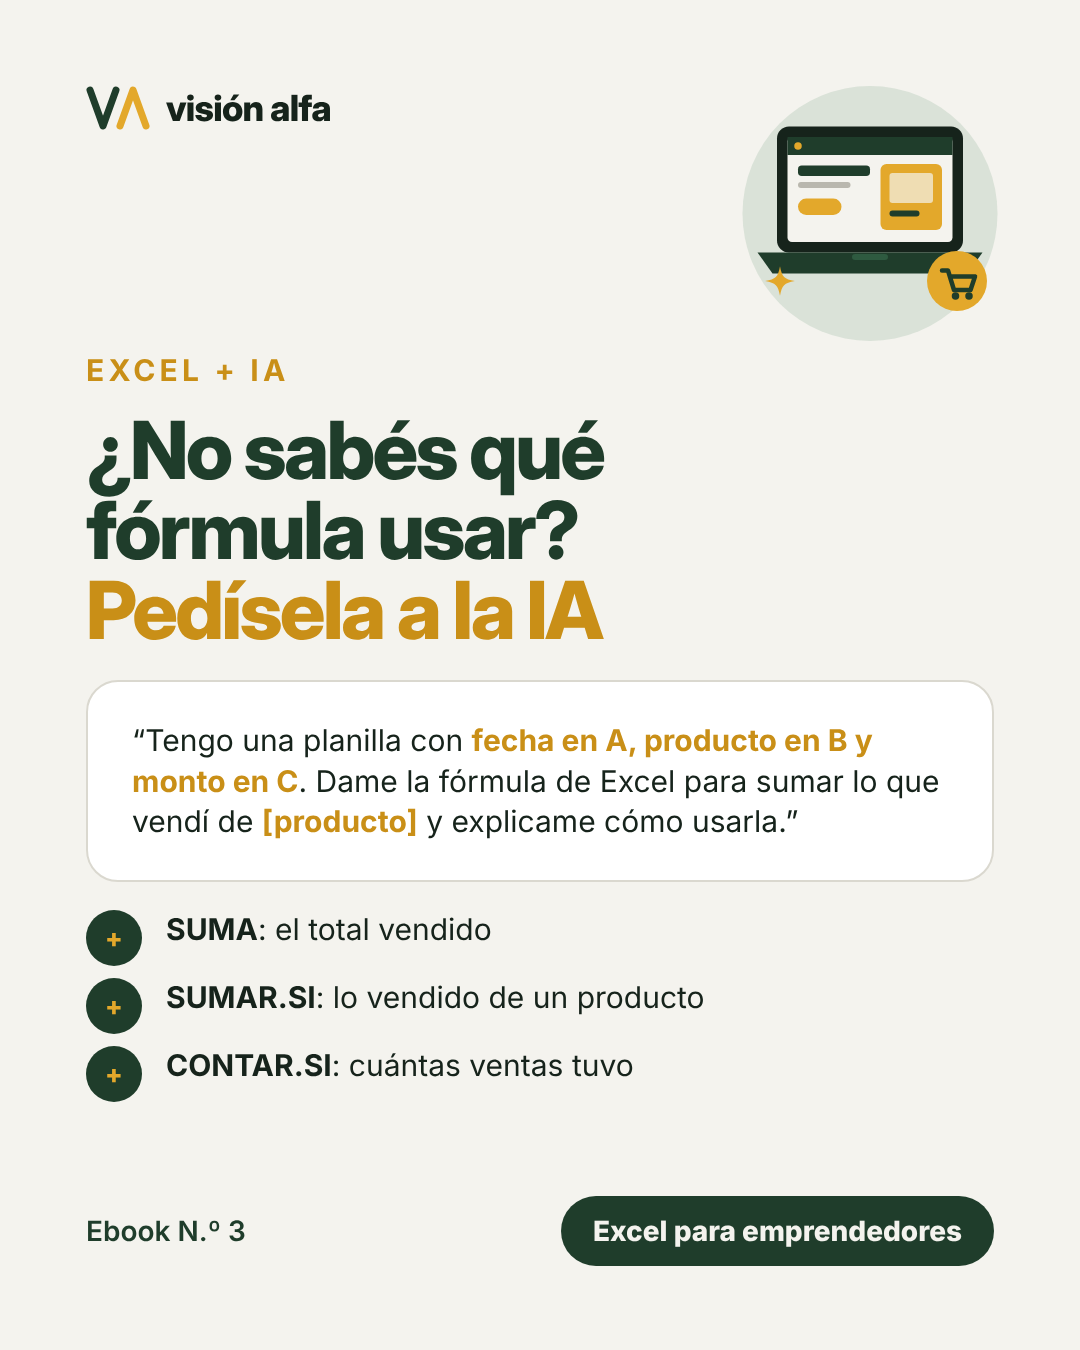 visión alfa
EXCEL + IA
¿No sabés qué
fórmula usar?
Pedísela a la IA
“Tengo una planilla con fecha en A, producto en B y
monto en C. Dame la fórmula de Excel para sumar lo que
vendí de [producto] y explicame cómo usarla.”
+ SUMA: el total vendido
+ SUMAR.SI: lo vendido de un producto
+ CONTAR.SI: cuántas ventas tuvo
Ebook N.º 3
Excel para emprendedores